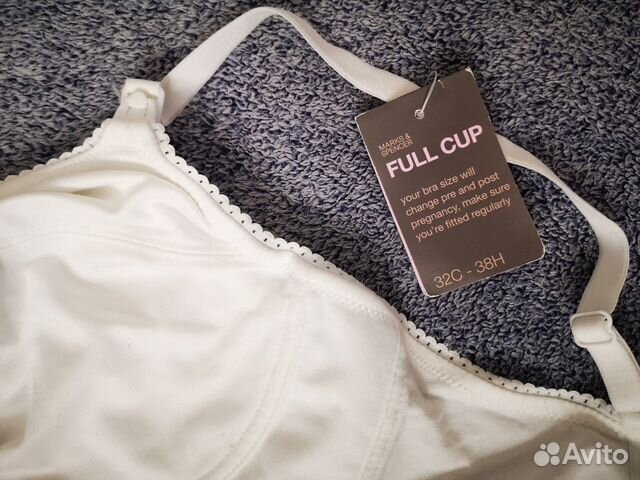 MARKS &
SPENCER
FULL CUP
your bra size will
change pre and post
pregnancy, make sure
you're fitted regularly
32C - 38H
Avito